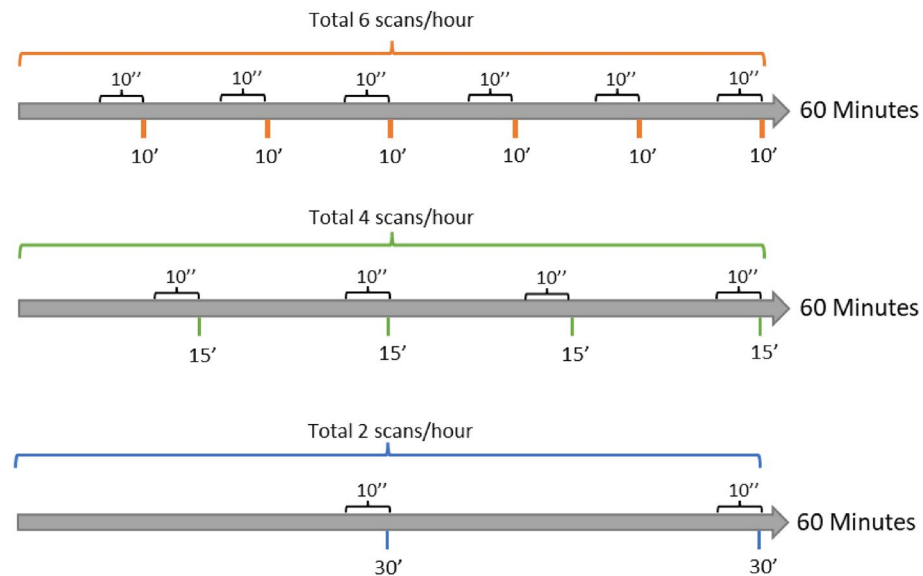 Total 6 scans/hour
10’’ 10’’ 10’’ 10’’ 10’’ 10’’
60 Minutes
10’ 10’ 10’ 10’ 10’ 10’
Total 4 scans/hour
10’’ 10’’ 10’’ 10’’
60 Minutes
15’ 15’ 15’ 15’
Total 2 scans/hour
10’’ 10’’
60 Minutes
30’ 30’